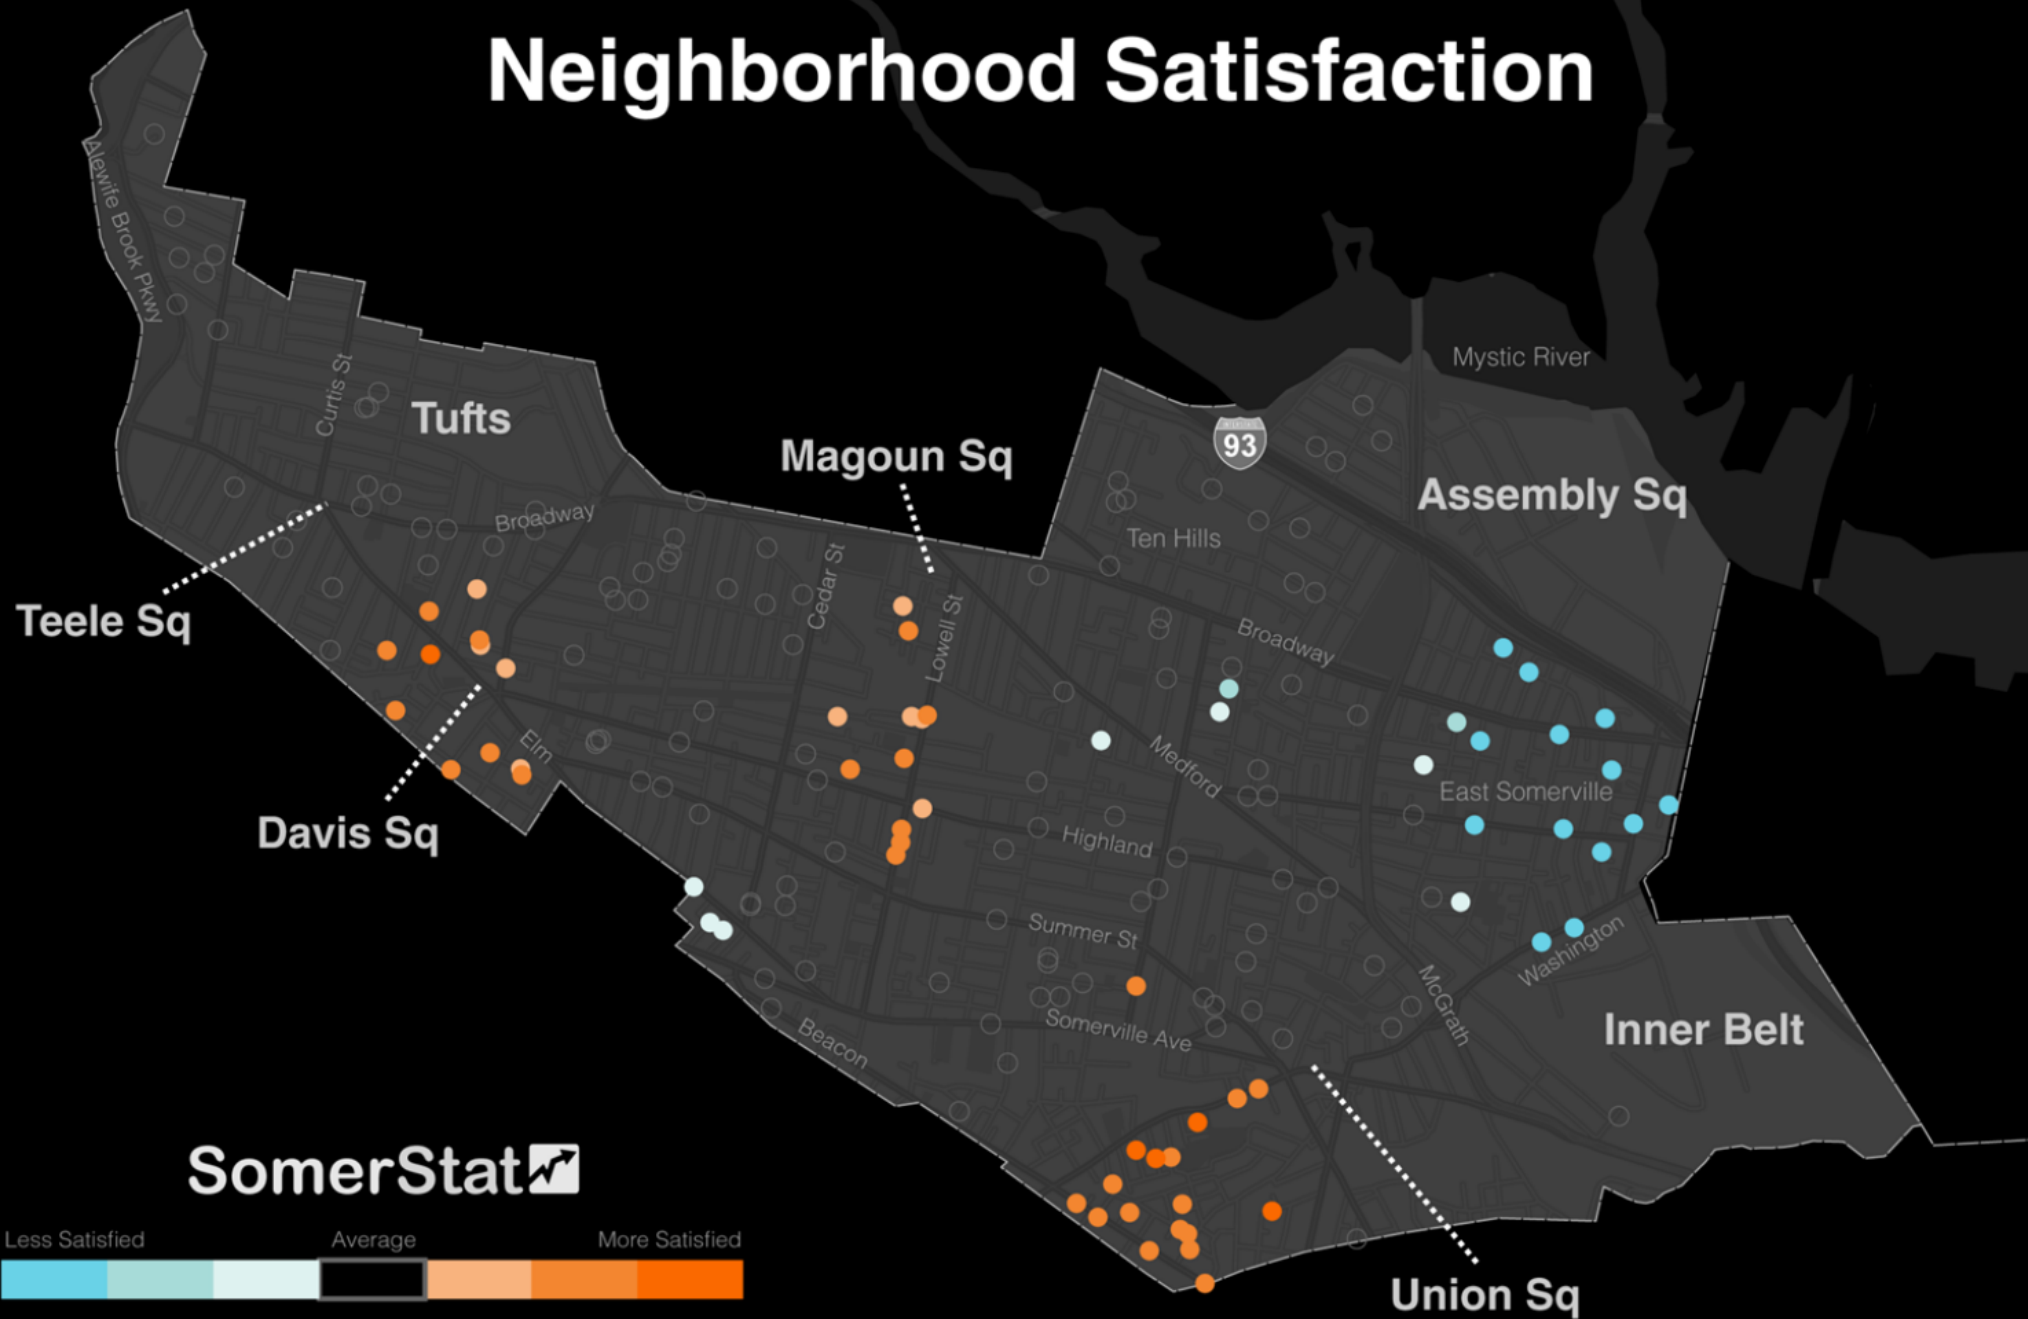 Neighborhood Satisfaction
Alewife Brook Pkwy
Curtis St
Tufts
Mystic River
93
Magoun Sq
Assembly Sq
Broadway
Ten Hills
Teele Sq
Cedar St
Lowell St
Broadway
Elm
Medford
East Somerville
Davis Sq
Highland
Summer St
Washington
McGrath
Somerville Ave
Beacon
Inner Belt
SomerStat
Less Satisfied
Average
More Satisfied
Union Sq